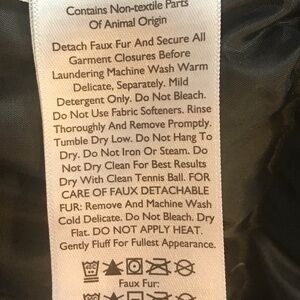 Contains Non-textile Parts
Of Animal Origin
Detach Faux Fur And Secure All
Garment Closures Before
Laundering Machine Wash Warm
Delicate, Separately. Mild
Detergent Only. Do Not Bleach.
Do Not Use Fabric Softeners. Rinse
Thoroughly And Remove Promptly.
Tumble Dry Low. Do Not Hang To
Dry. Do Not Iron Or Steam. Do
Not Dry Clean For Best Results
Dry With Clean Tennis Ball. FOR
CARE OF FAUX DETACHABLE
FUR: Remove And Machine Wash
Cold Delicate. Do Not Bleach. Dry
Flat. DO NOT APPLY HEAT.
Gently Fluff For Fullest Appearance.
Faux Fur: